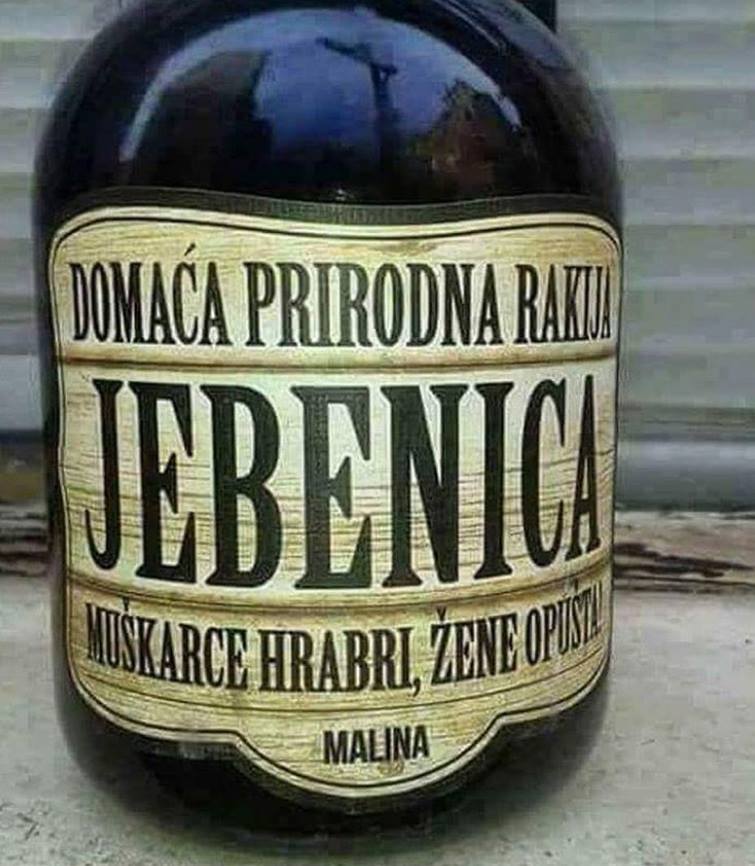 DOMAĆA PRIRODNA RAKIJA
JEBENICA
MUŠKARCE HRABRI, ŽENE OPUŠTA!
MALINA